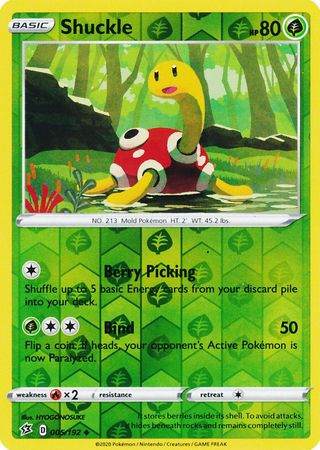 BASIC Shuckle HP80
NO. 213 Mold Pokémon HT: 2' WT: 45.2 lbs.
Berry Picking
Shuffle up to 5 basic Energy cards from your discard pile
into your deck.
Bind 50
Flip a coin. If heads, your opponent's Active Pokémon is
now Paralyzed.
weakness ×2 resistance retreat
Illus. HYOGONOSUKE
D 005/192
It stores berries inside its shell. To avoid attacks,
it hides beneath rocks and remains completely still.
©2020 Pokémon / Nintendo / Creatures / GAME FREAK